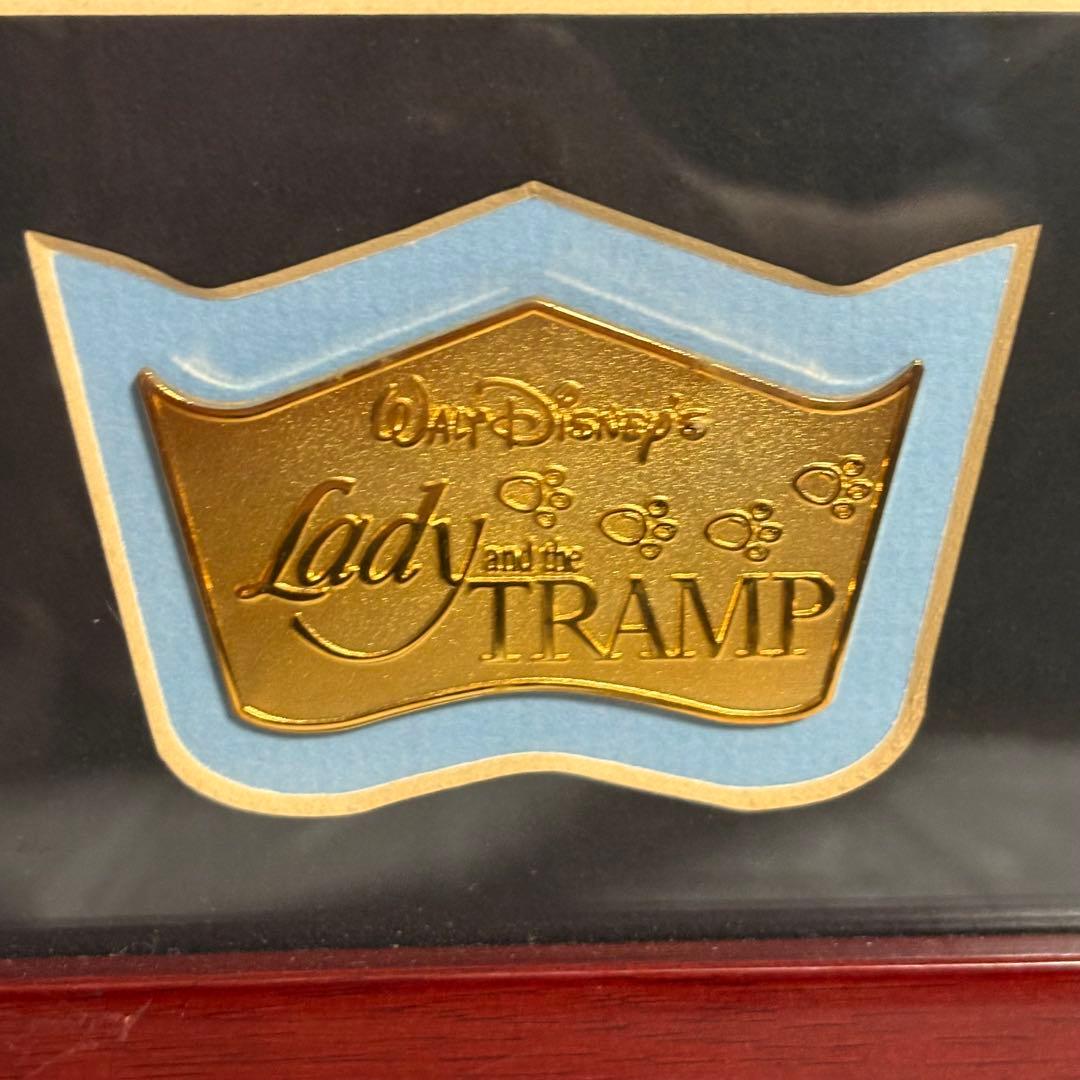 Walt Disney's
Lady and the
TRAMP